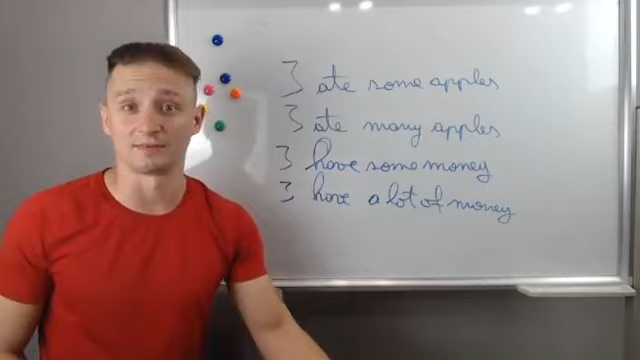 I ate some apples
I ate many apples
I have some money
I have a lot of money